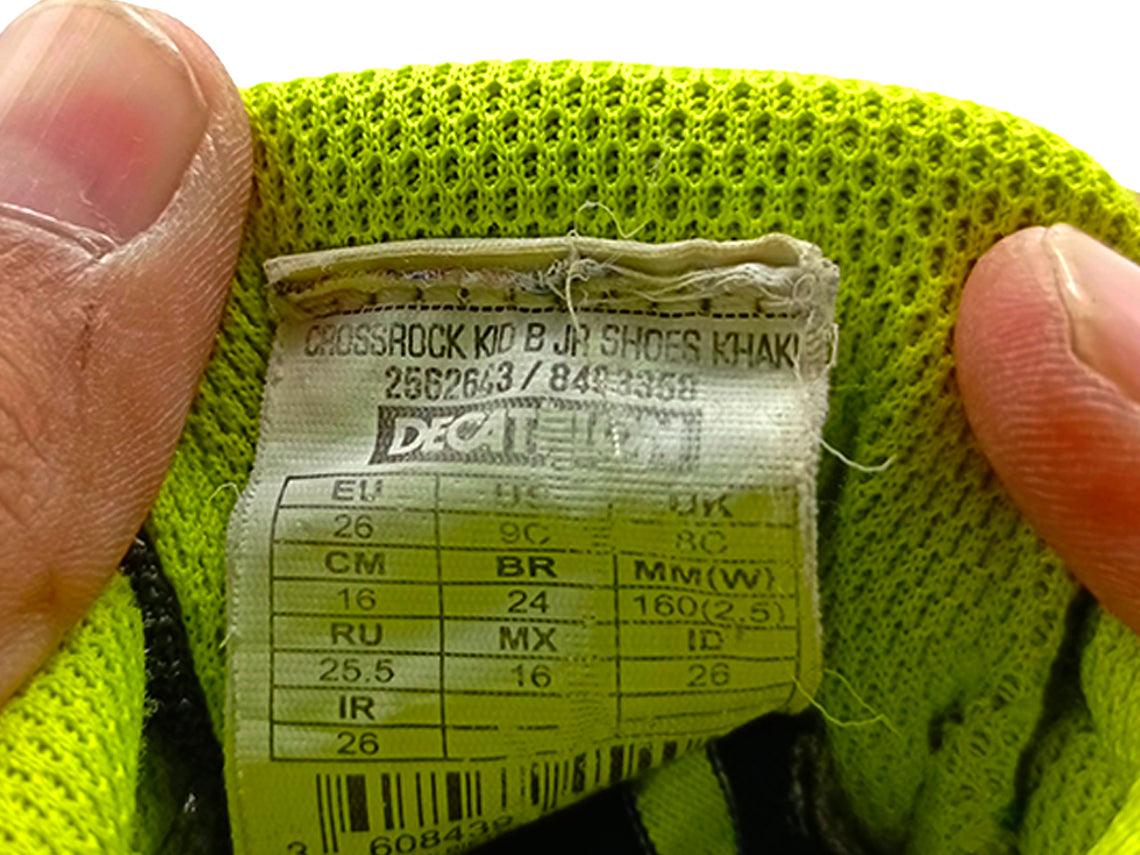 CROSSROCK KID B JR SHOES KHAKI
2562643 / 8493358
DECATHLON
EU US UK
26 9C 8C
CM BR MM(W)
16 24 160(2.5)
RU MX ID
25.5 16 26
IR
26
3 608439